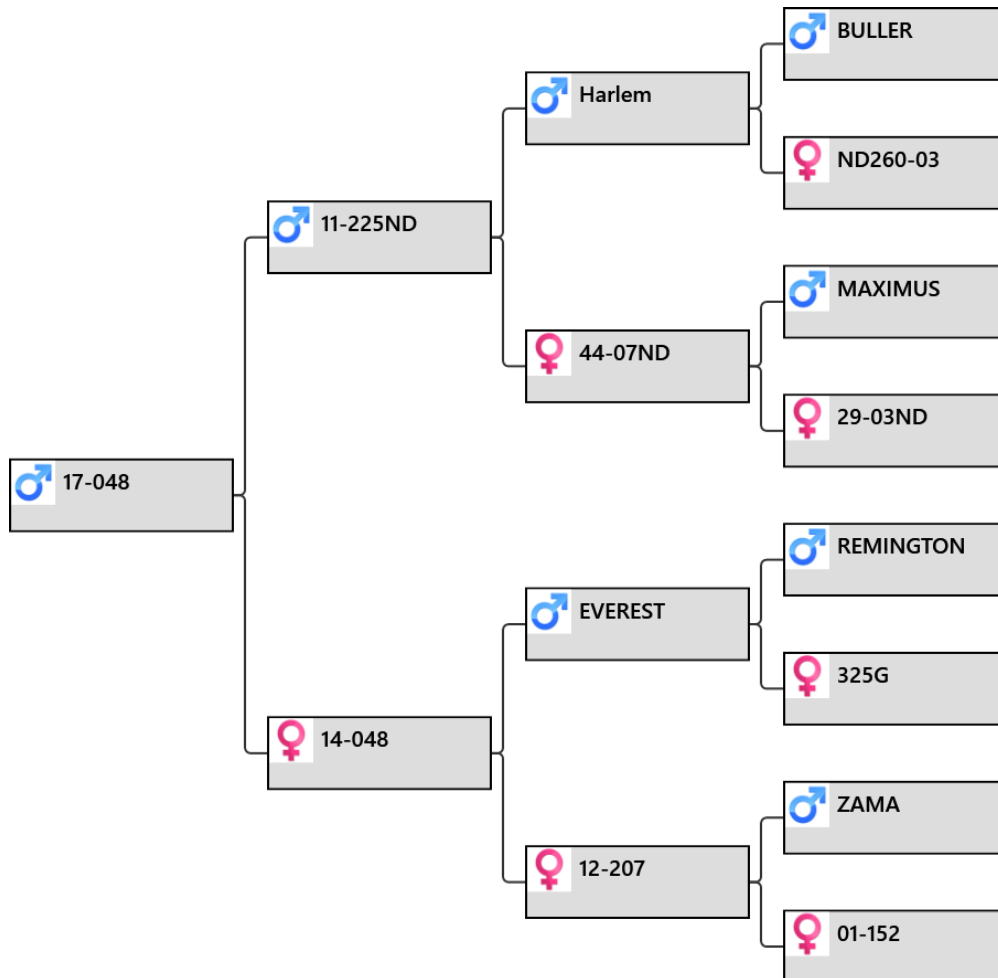 BULLER
Harlem
ND260-03
11-225ND
MAXIMUS
44-07ND
29-03ND
17-048
REMINGTON
EVEREST
325G
14-048
ZAMA
12-207
01-152